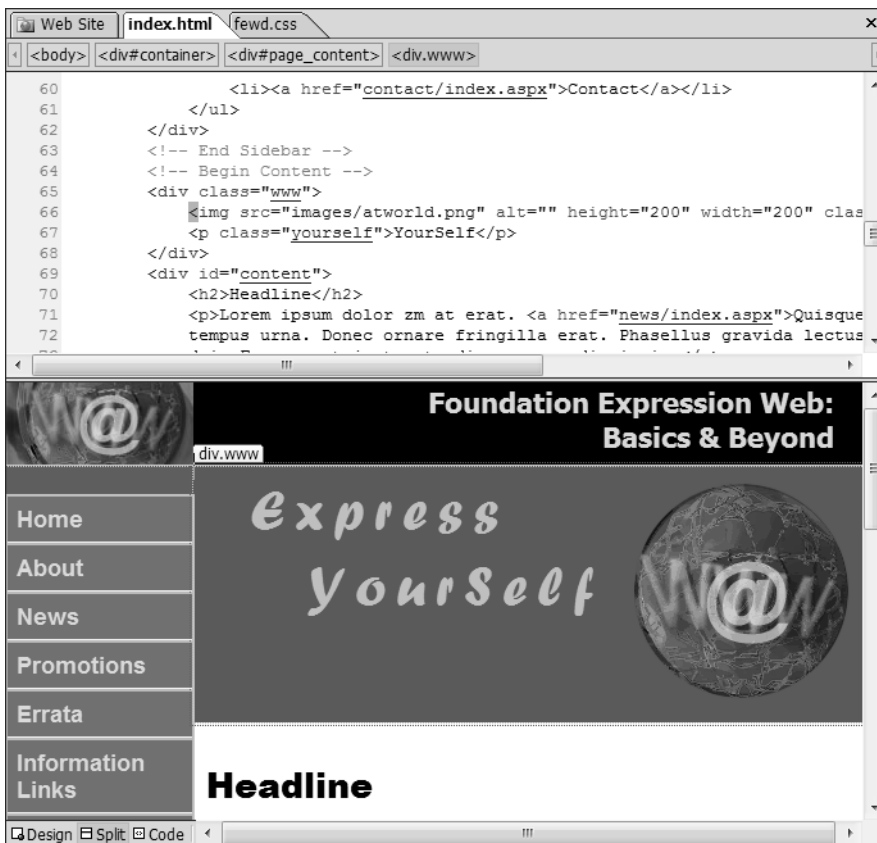 Web Site index.html fewd.css ×
<body> <div#container> <div#page_content> <div.www>
60 <li><a href="contact/index.aspx">Contact</a></li>
61 </ul>
62 </div>
63 <!-- End Sidebar -->
64 <!-- Begin Content -->
65 <div class="www">
66 <img src="images/atworld.png" alt="" height="200" width="200" clas
67 <p class="yourself">YourSelf</p>
68 </div>
69 <div id="content">
70 <h2>Headline</h2>
71 <p>Lorem ipsum dolor zm at erat. <a href="news/index.aspx">Quisque
72 tempus urna. Donec ornare fringilla erat. Phasellus gravida lectus
W@W
Foundation Expression Web:
Basics & Beyond
div.www
Express
YourSelf
W@W
Home
About
News
Promotions
Errata
Information
Links
Headline
Design Split Code